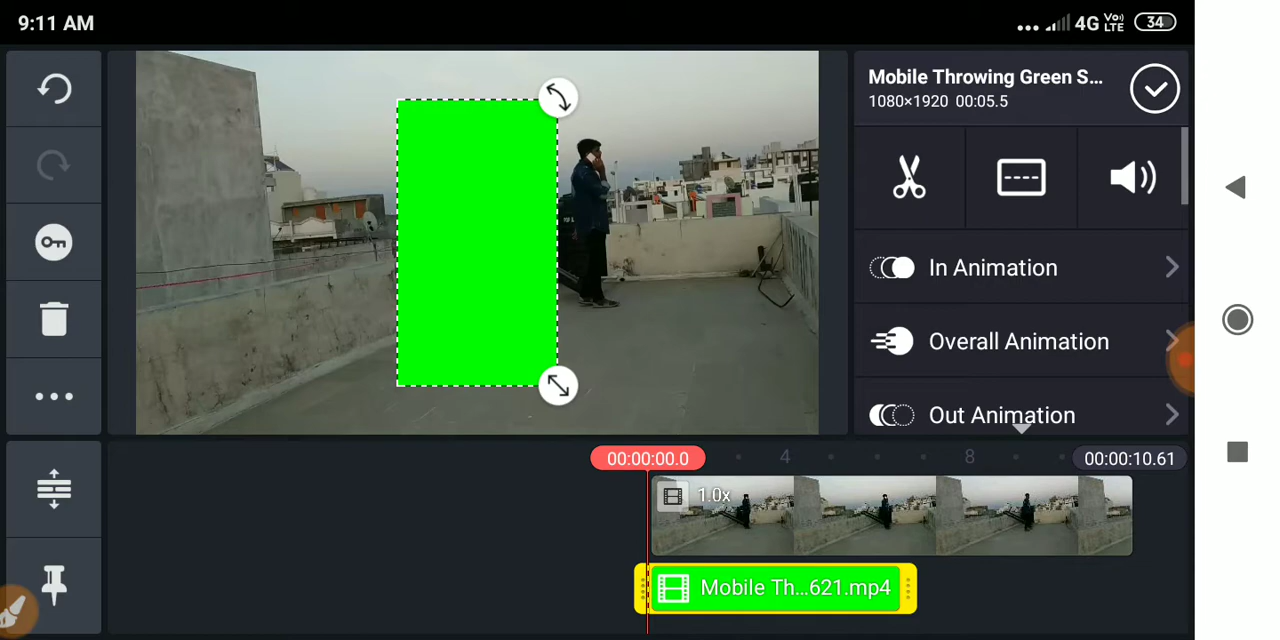 9:11 AM
4G Vo) LTE 34
Mobile Throwing Green S...
1080×1920 00:05.5
In Animation
Overall Animation
Out Animation
00:00:00.0
4
8
00:00:10.61
1.0x
Mobile Th...621.mp4